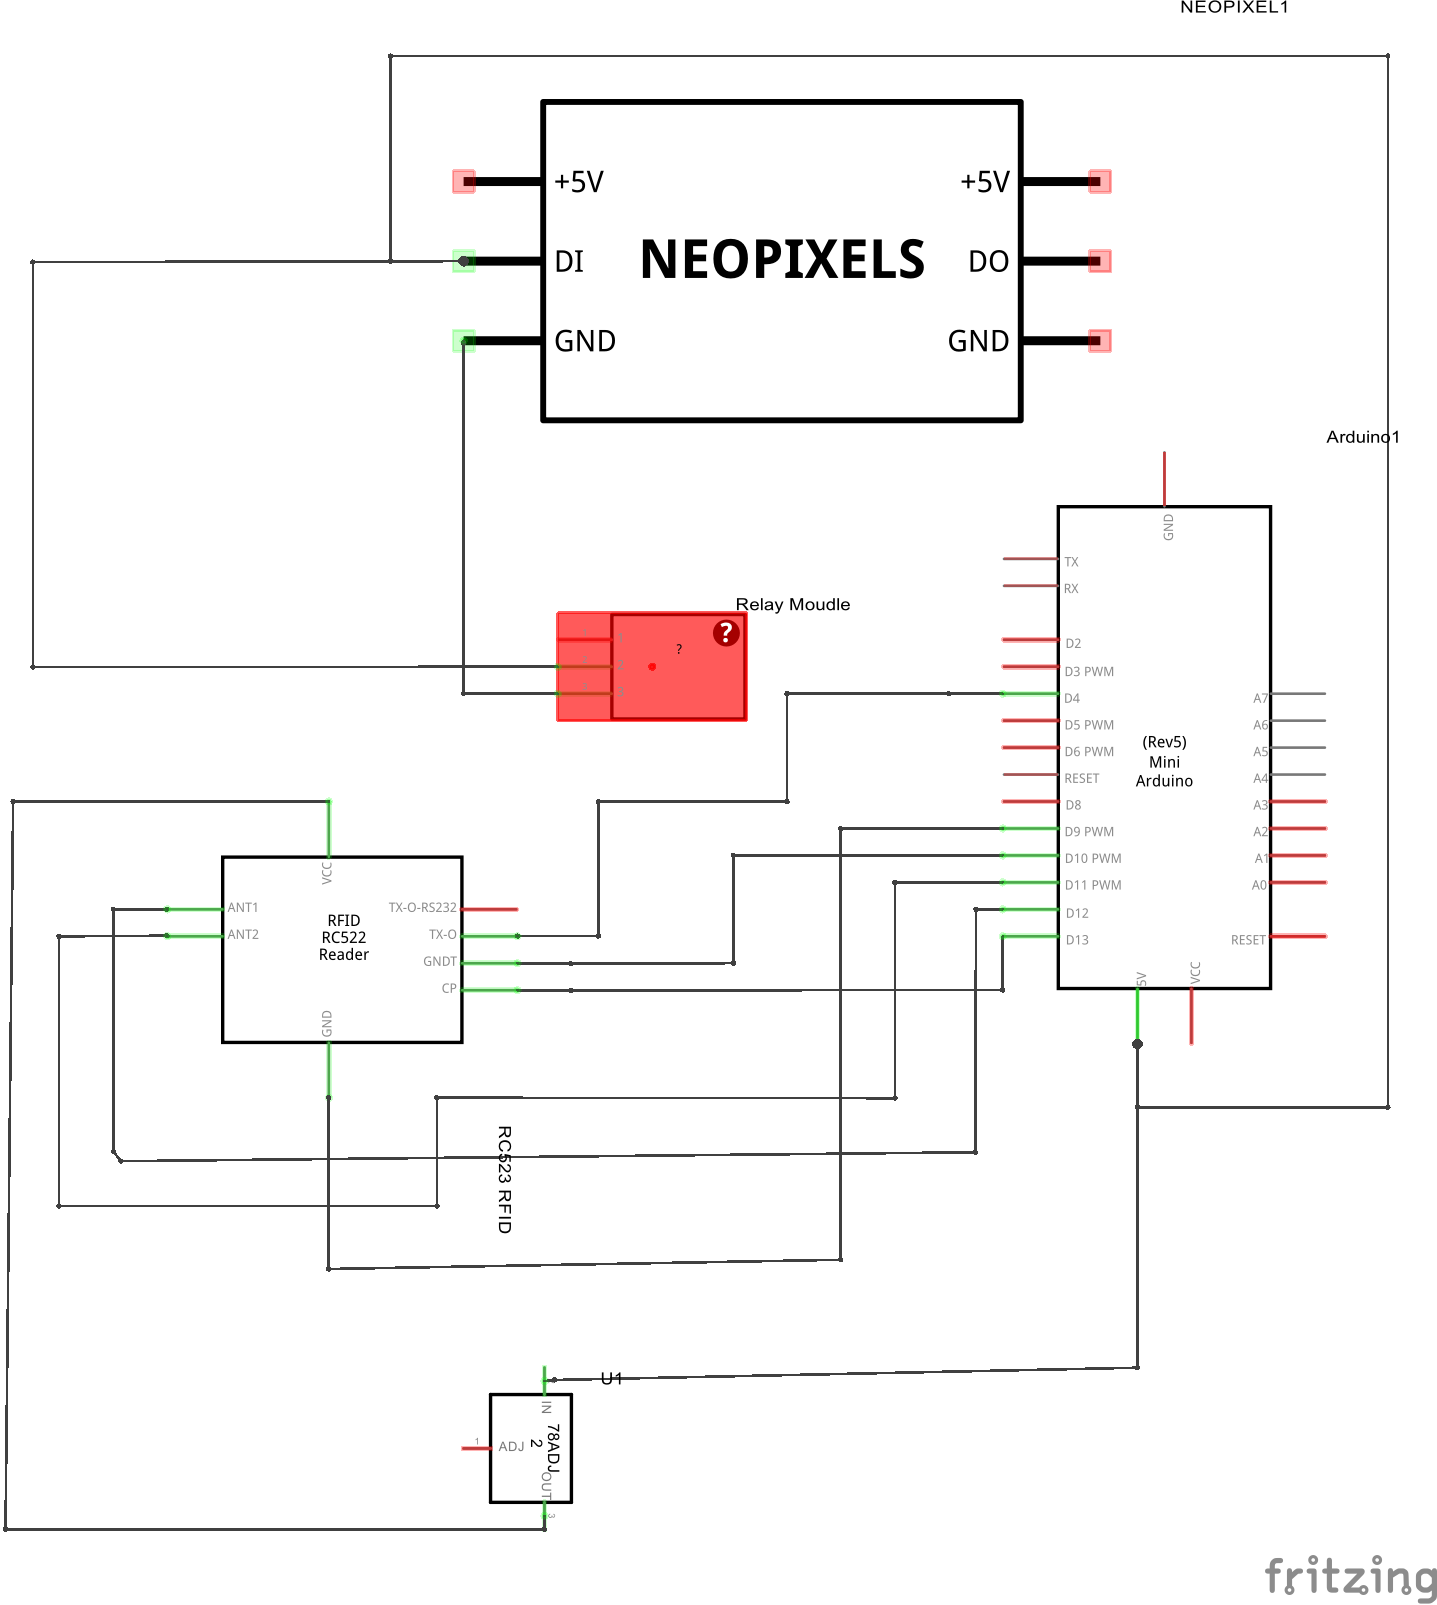 NEOPIXEL1
+5V
+5V
DI
NEOPIXELS
DO
GND
GND
Arduino1
GND
TX
RX
Relay Moudle
?
?
2
D2
D3 PWM
D4
A7
D5 PWM
A6
(Rev5)
Mini
Arduino
D6 PWM
A5
RESET
A4
D8
A3
D9 PWM
A2
D10 PWM
A1
D11 PWM
A0
D12
D13
RESET
5V
VCC
VCC
ANT1
TX-O-RS232
RFID
RC522
Reader
ANT2
TX-O
GNDT
CP
GND
RC523 RFID
U1
IN
78ADJ
2
1
ADJ
OUT
3
fritzing